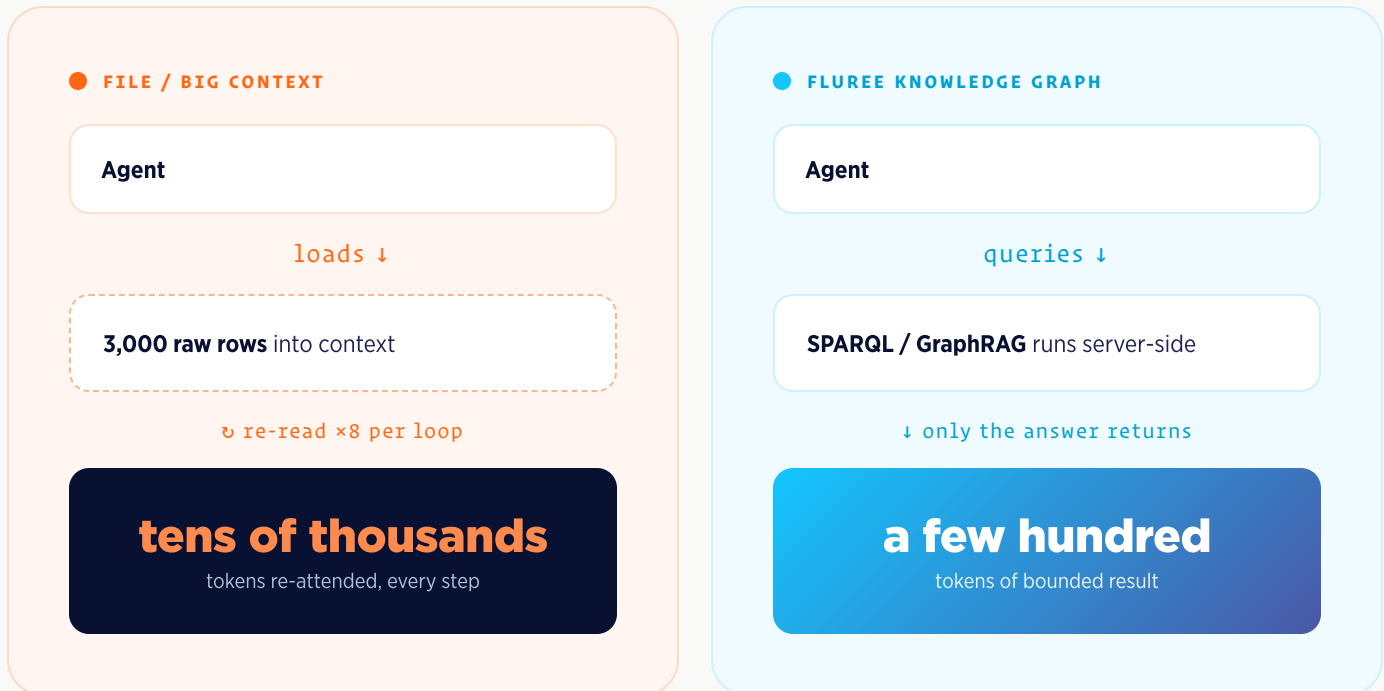 FILE / BIG CONTEXT
Agent
loads ↓
3,000 raw rows into context
↻ re-read ×8 per loop
tens of thousands
tokens re-attended, every step
FLUREE KNOWLEDGE GRAPH
Agent
queries ↓
SPARQL / GraphRAG runs server-side
↓ only the answer returns
a few hundred
tokens of bounded result